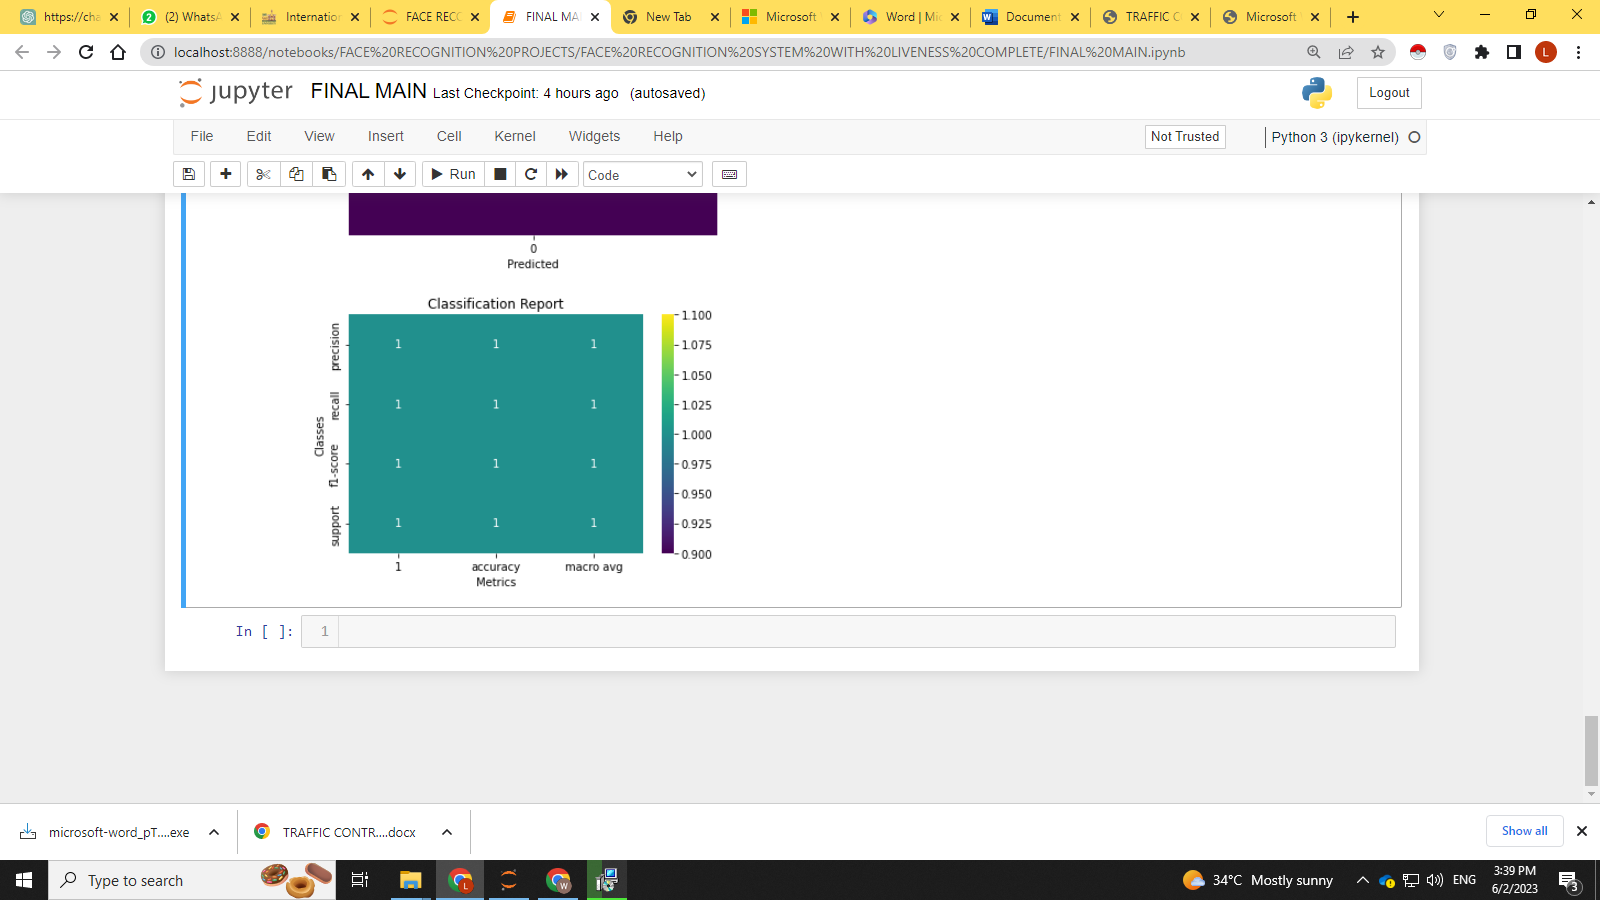 https://cha
2 (2) WhatsA
Internation
FACE RECO
FINAL MA
New Tab
Microsoft
Word | Mic
Document
TRAFFIC C
Microsoft
localhost:8888/notebooks/FACE%20RECOGNITION%20PROJECTS/FACE%20RECOGNITION%20SYSTEM%20WITH%20LIVENESS%20COMPLETE/FINAL%20MAIN.ipynb
L
jupyter FINAL MAIN Last Checkpoint: 4 hours ago (autosaved)
Logout
File Edit View Insert Cell Kernel Widgets Help
Not Trusted
Python 3 (ipykernel)
Run
Code
0
Predicted
Classification Report
precision
recall
f1-score
support
Classes
1 1 1
1 1 1
1 1 1
1 1 1
1 accuracy macro avg
Metrics
1.100
1.075
1.050
1.025
1.000
0.975
0.950
0.925
0.900
In [ ]: 1
microsoft-word_pT....exe
TRAFFIC CONTR....docx
Show all
Type to search
L
W
34°C Mostly sunny
ENG
3:39 PM
6/2/2023
3